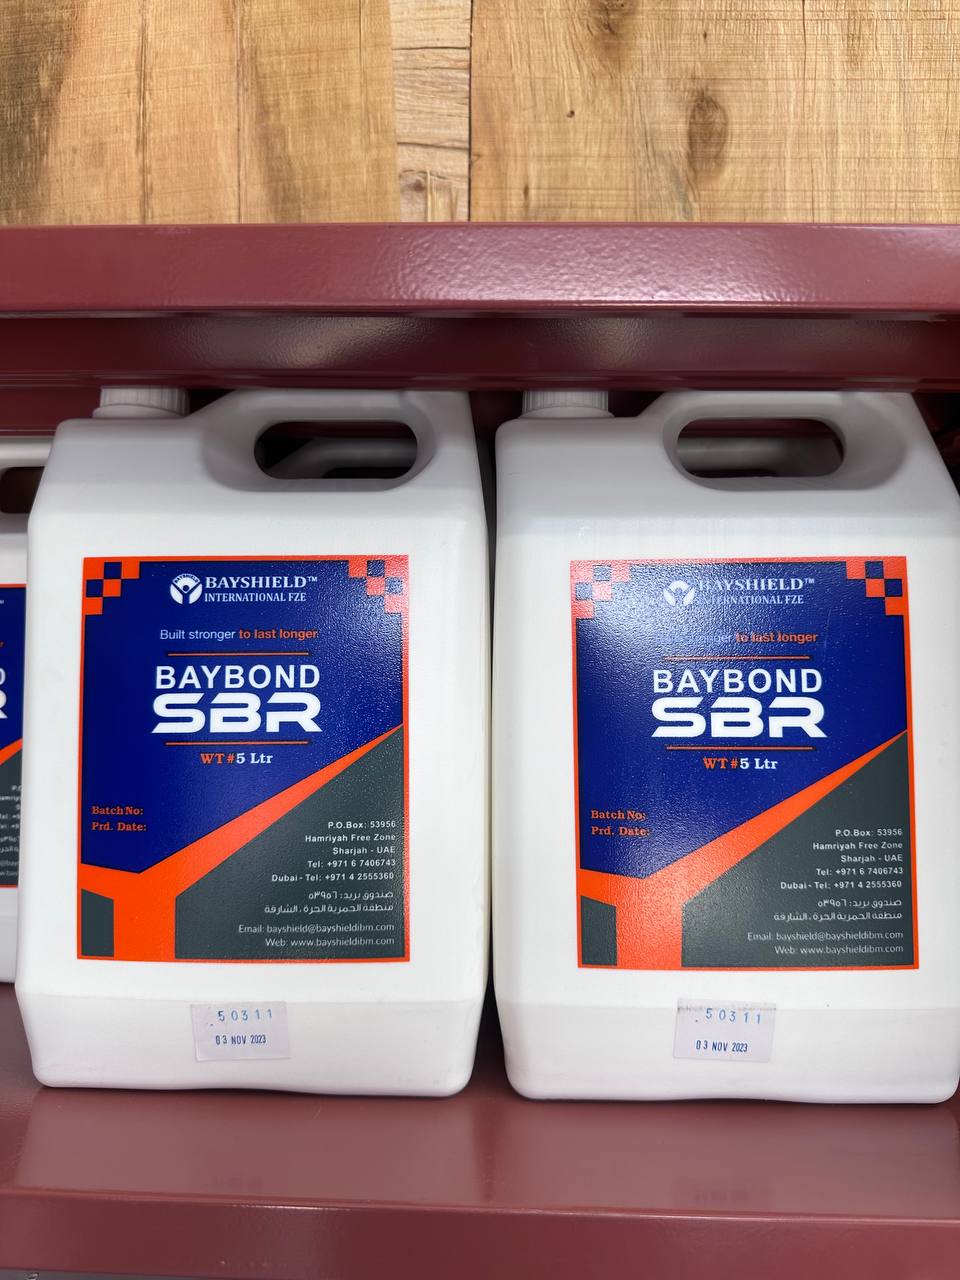 BAYSHIELD™
INTERNATIONAL FZE
Built stronger to last longer
BAYBOND
SBR
WT # 5 Ltr
Batch No:
Prd. Date:
P.O.Box: 53956
Hamriyah Free Zone
Sharjah - UAE
Tel: +971 6 7406743
Dubai - Tel: +971 4 2555360
صندوق بريد: ٥٣٩٥٦
منطقة الحمرية الحرة ، الشارقة
Email: bayshield@bayshieldibm.com
Web: www.bayshieldibm.com
50311
03 NOV 2023
BAYSHIELD™
INTERNATIONAL FZE
stronger to last longer
BAYBOND
SBR
WT # 5 Ltr
Batch No:
Prd. Date:
P.O.Box: 53956
Hamriyah Free Zone
Sharjah - UAE
Tel: +971 6 7406743
Dubai - Tel: +971 4 2555360
صندوق بريد: ٥٣٩٥٦
منطقة الحمرية الحرة ، الشارقة
Email: bayshield@bayshieldibm.com
Web: www.bayshieldibm.com
50311
03 NOV 2023